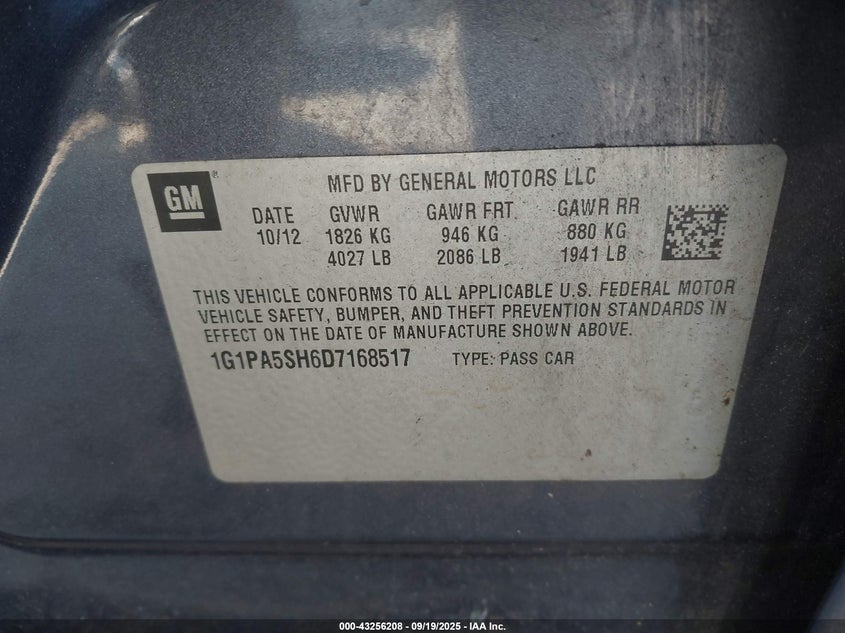 GM
MFD BY GENERAL MOTORS LLC
DATE GVWR GAWR FRT GAWR RR
10/12 1826 KG 946 KG 880 KG
4027 LB 2086 LB 1941 LB
THIS VEHICLE CONFORMS TO ALL APPLICABLE U.S. FEDERAL MOTOR
VEHICLE SAFETY, BUMPER, AND THEFT PREVENTION STANDARDS IN
EFFECT ON THE DATE OF MANUFACTURE SHOWN ABOVE.
1G1PA5SH6D7168517 TYPE: PASS CAR
000-43256208 - 09/19/2025 - IAA Inc.